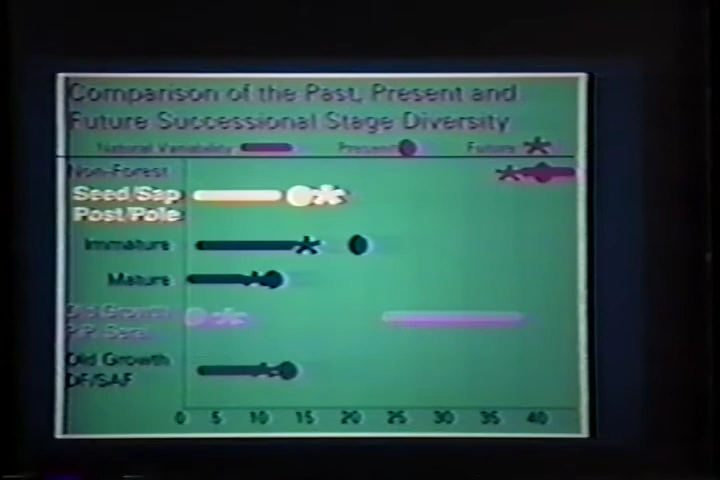 Comparison of the Past, Present and
Future Successional Stage Diversity
Natural Variability Present Future
Non-Forest
Seed/Sap
Post/Pole
Immature
Mature
Old Growth
P.P. Seral
Old Growth
DF/SAF
0 5 10 15 20 25 30 35 40